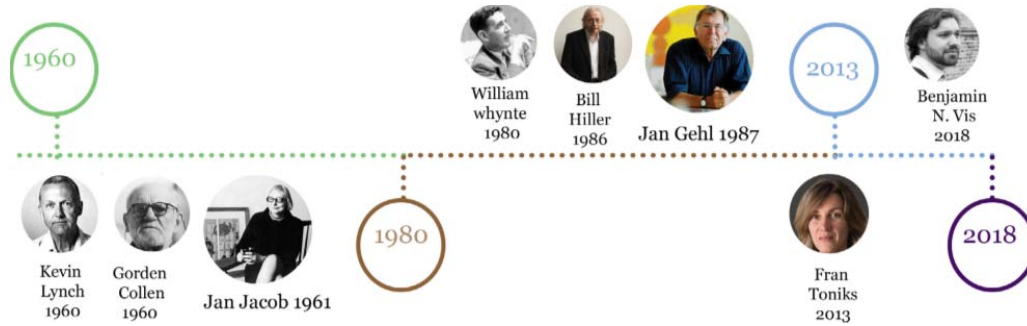 1960
Kevin
Lynch
1960
Gorden
Collen
1960
Jan Jacob 1961
1980
William
whynte
1980
Bill
Hiller
1986
Jan Gehl 1987
2013
Fran
Toniks
2013
Benjamin
N. Vis
2018
2018